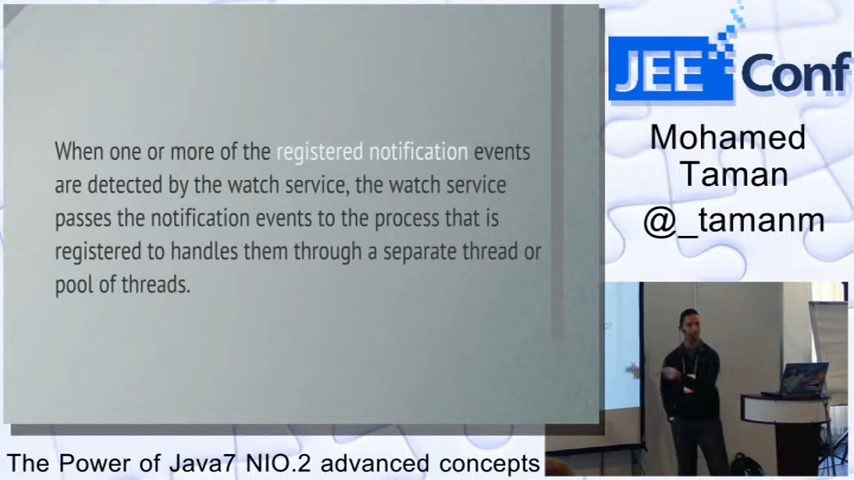 When one or more of the registered notification events
are detected by the watch service, the watch service
passes the notification events to the process that is
registered to handles them through a separate thread or
pool of threads.
JEE Conf
Mohamed
Taman
@_tamanm
The Power of Java7 NIO.2 advanced concepts